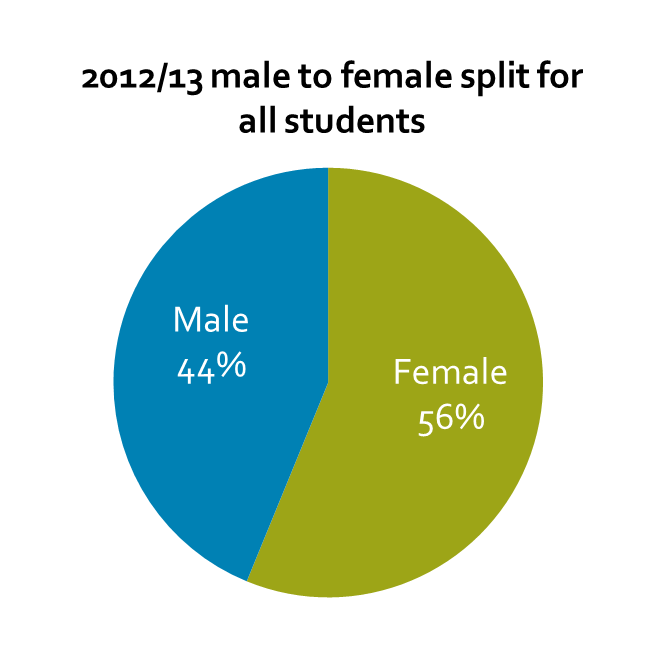 2012/13 male to female split for
all students
Male
44%
Female
56%